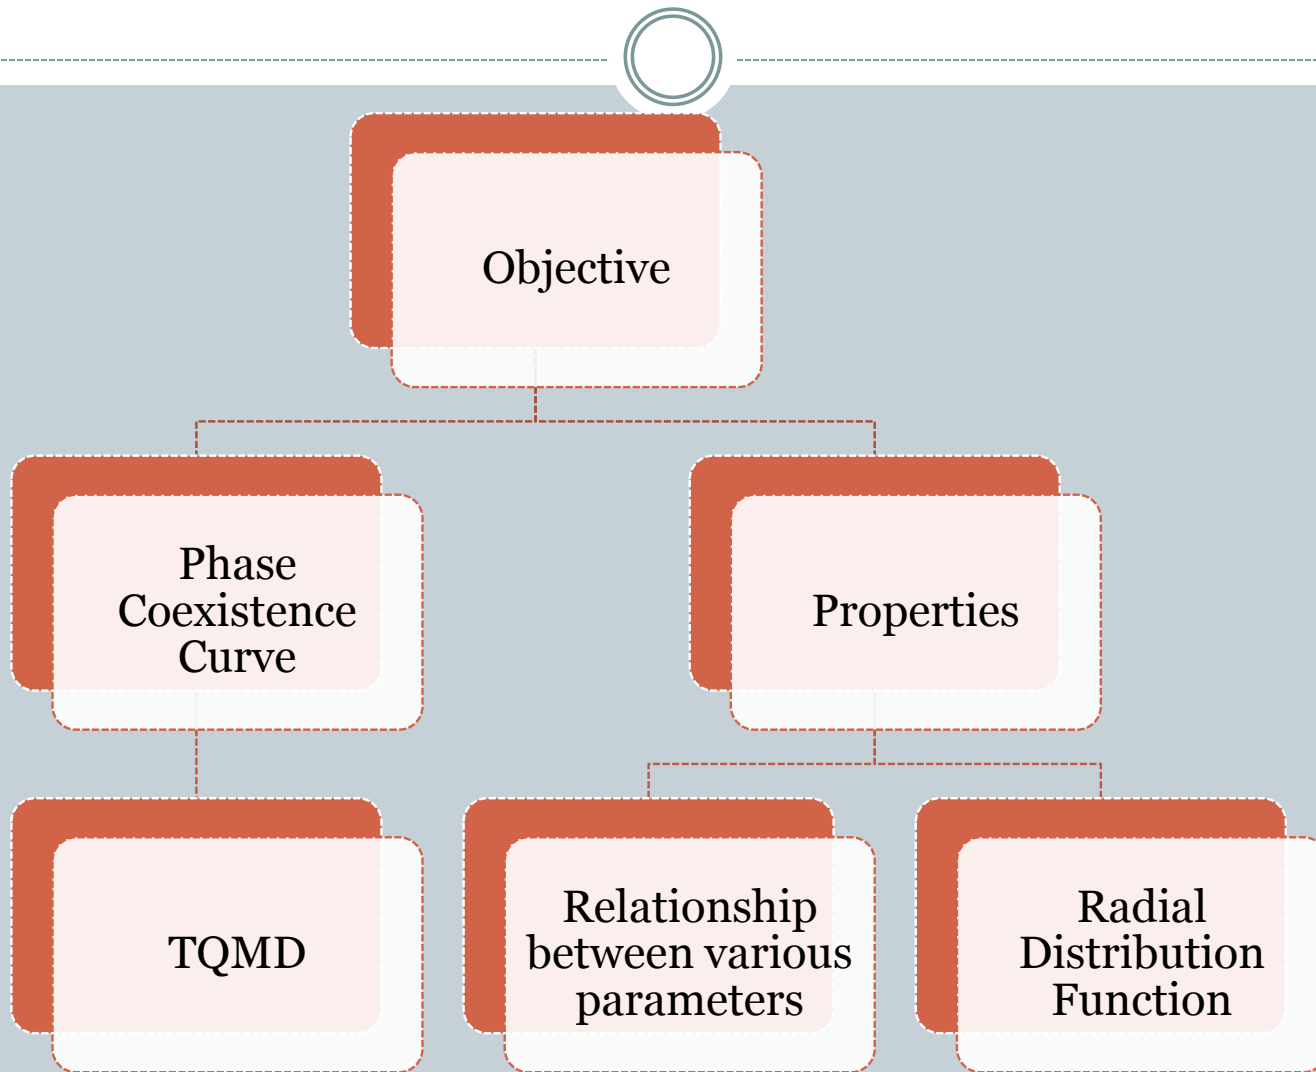 Objective
Phase
Coexistence
Curve
Properties
TQMD
Relationship
between various
parameters
Radial
Distribution
Function